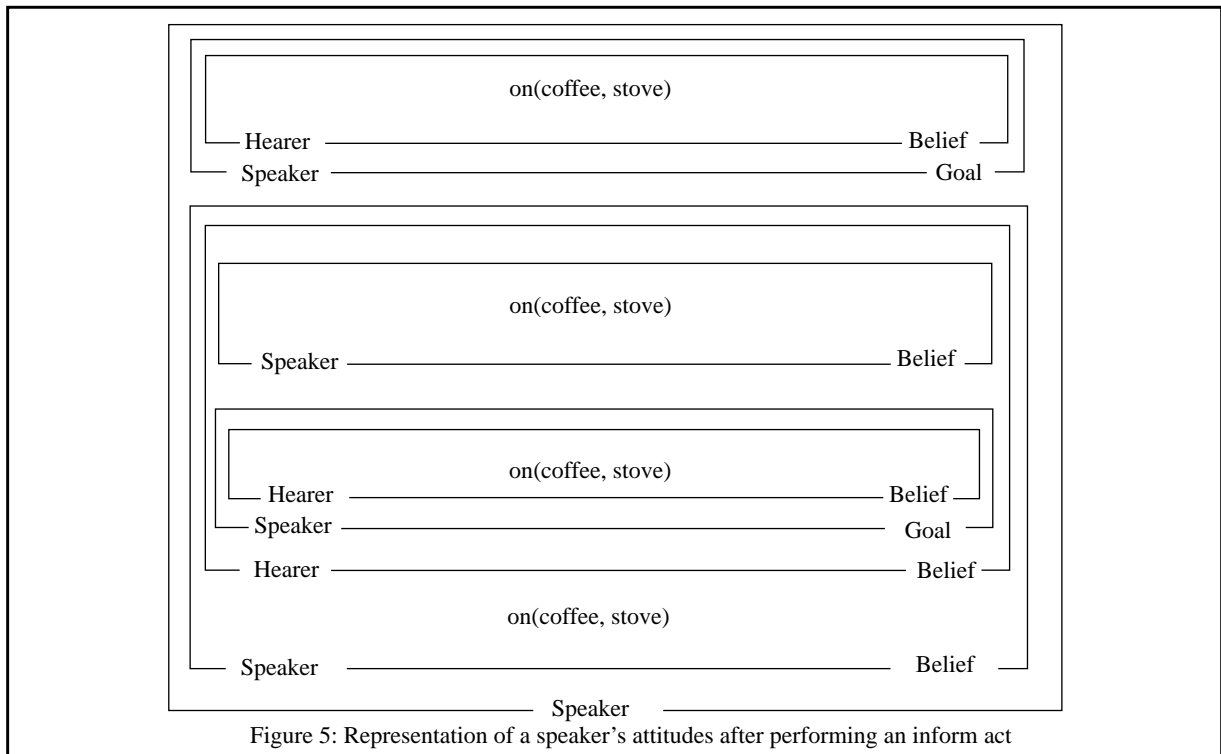 on(coffee, stove)
Hearer Belief
Speaker Goal
on(coffee, stove)
Speaker Belief
on(coffee, stove)
Hearer Belief
Speaker Goal
Hearer Belief
on(coffee, stove)
Speaker Belief
Speaker
Figure 5: Representation of a speaker’s attitudes after performing an inform act